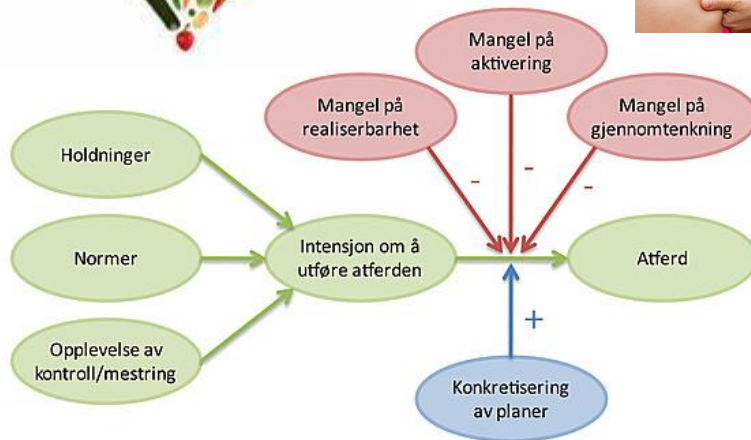 Mangel på
aktivering
Mangel på
realiserbarhet
Mangel på
gjennomtenkning
-
-
-
Holdninger
Normer
Opplevelse av
kontroll/mestring
Intensjon om å
utføre atferden
Atferd
+
Konkretisering
av planer